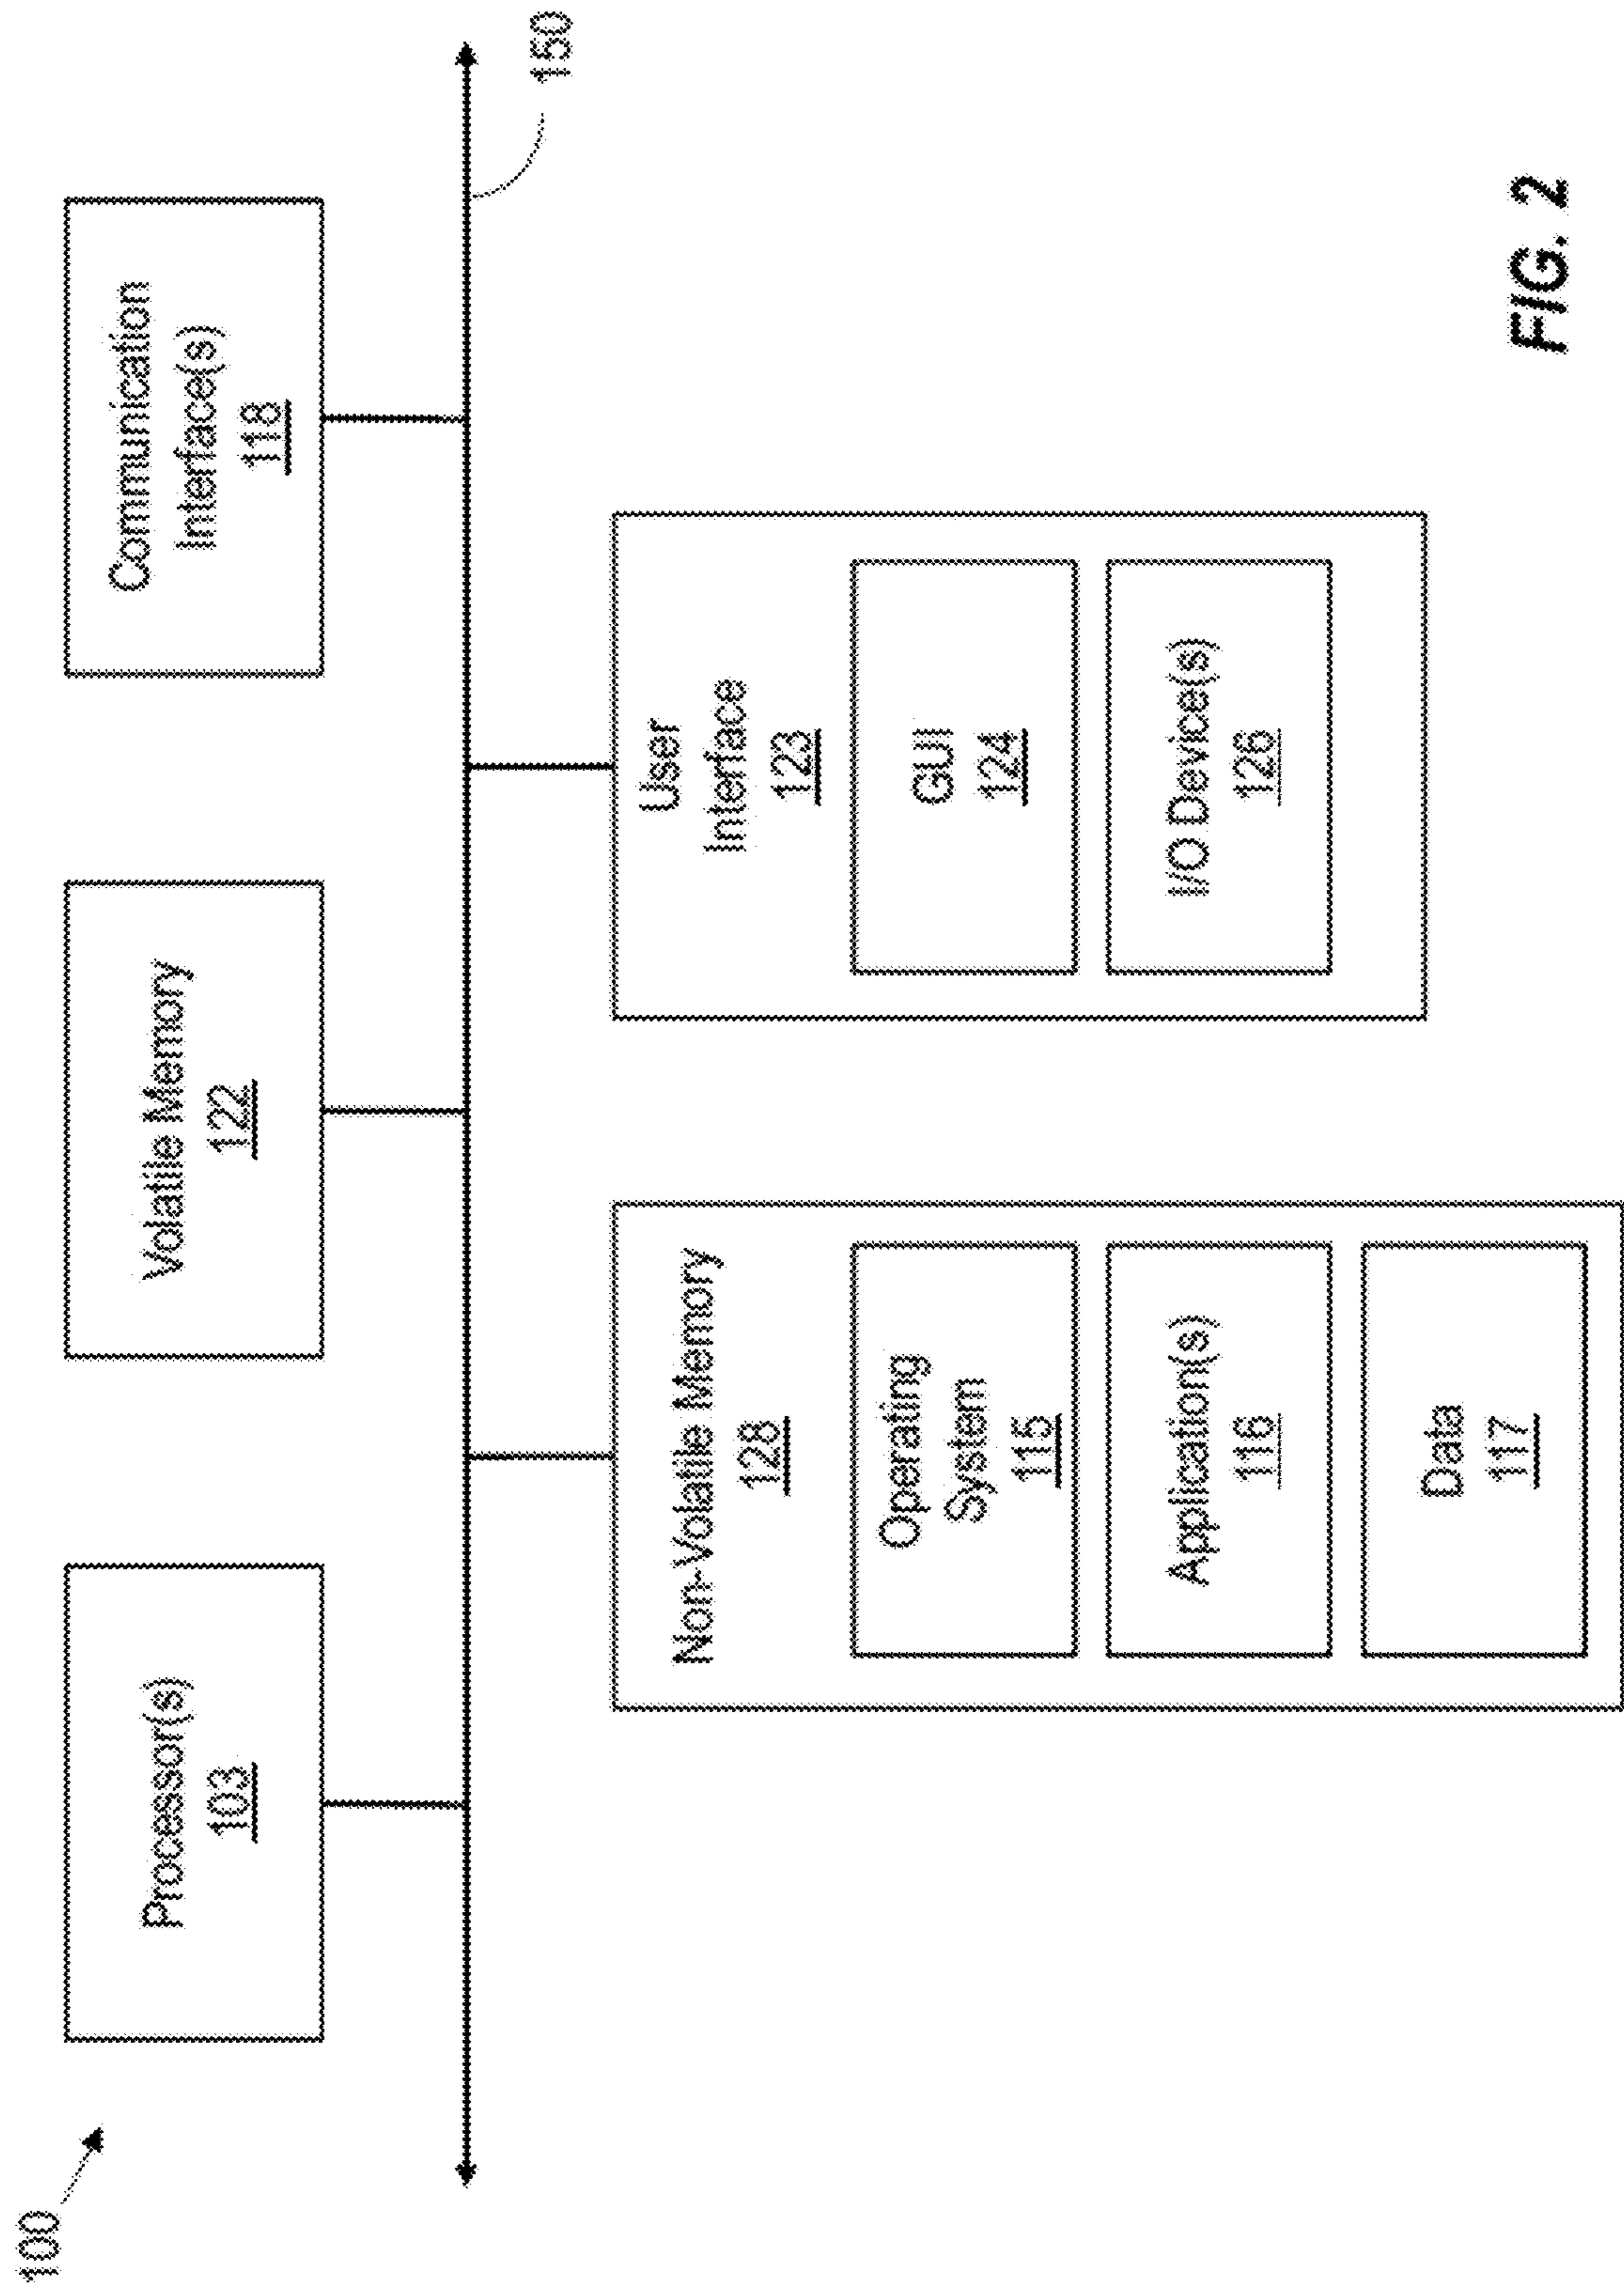 100
Processor(s)
103
Volatile Memory
122
Communication
Interface(s)
118
150
Non-Volatile Memory
128
Operating
System
115
Application(s)
116
Data
117
User
Interface
123
GUI
124
I/O Device(s)
126
FIG. 2